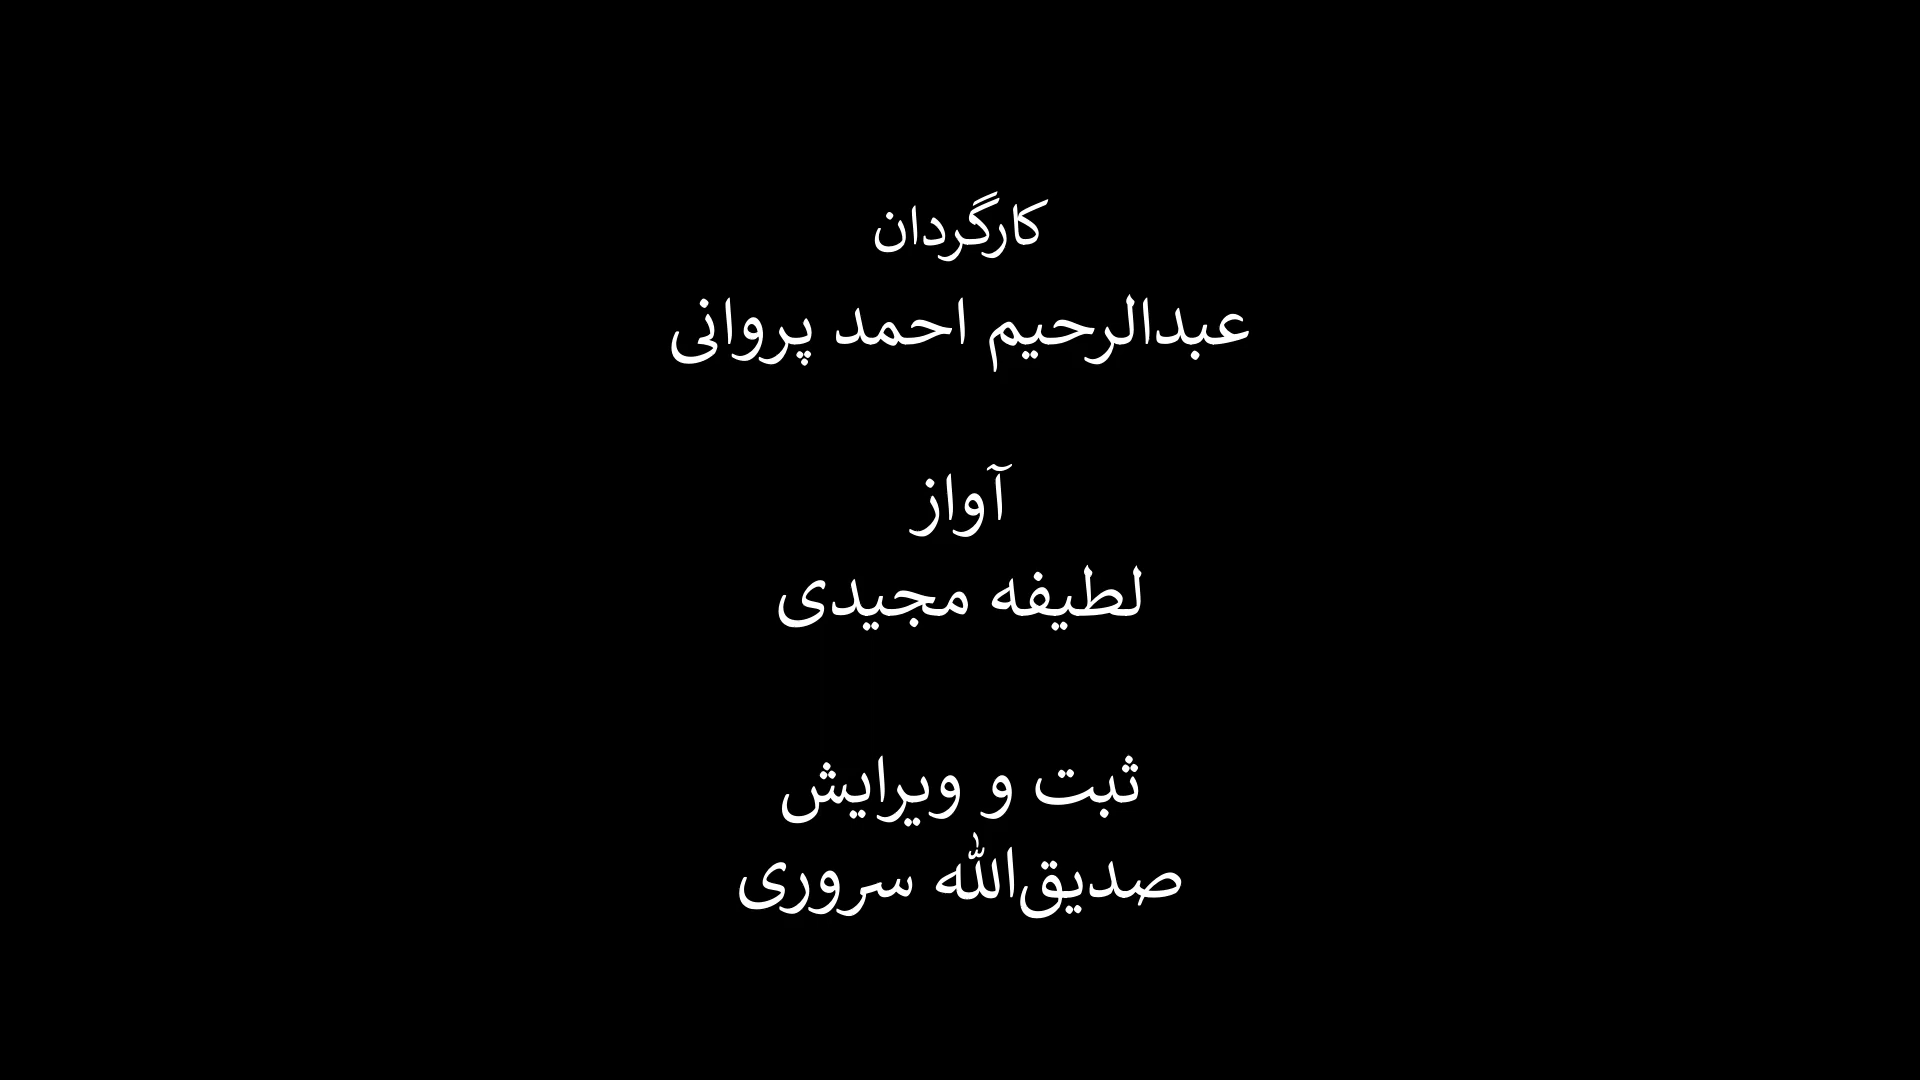 کارگردان
عبدالرحیم احمد پروانی
آواز
لطیفه مجیدی
ثبت و ویرایش
صدیق‌الله سروری